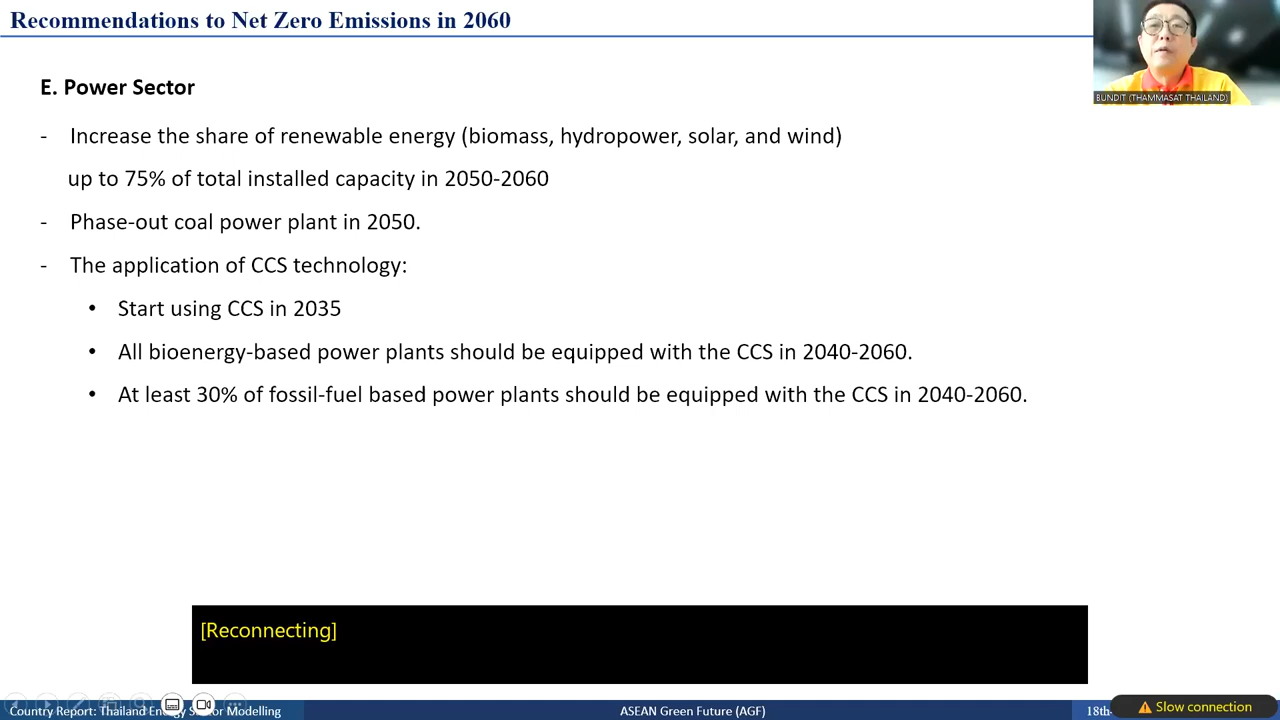 Recommendations to Net Zero Emissions in 2060
BUNDIT (THAMMASAT THAILAND)
E. Power Sector
- Increase the share of renewable energy (biomass, hydropower, solar, and wind)
up to 75% of total installed capacity in 2050-2060
- Phase-out coal power plant in 2050.
- The application of CCS technology:
• Start using CCS in 2035
• All bioenergy-based power plants should be equipped with the CCS in 2040-2060.
• At least 30% of fossil-fuel based power plants should be equipped with the CCS in 2040-2060.
[Reconnecting]
Country Report: Thailand Energy Sector Modelling
ASEAN Green Future (AGF)
18th-
Slow connection